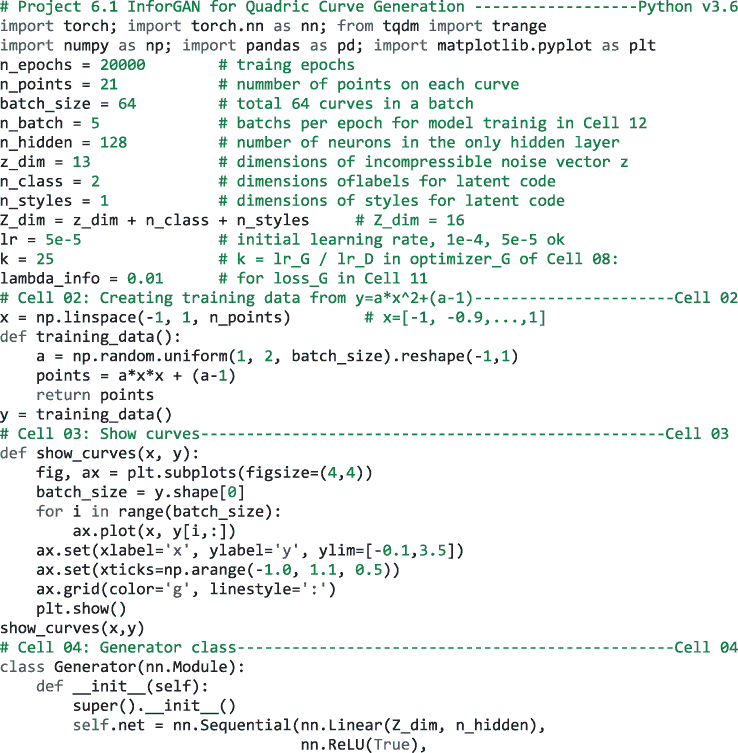 # Project 6.1 InforGAN for Quadric Curve Generation ------------------Python v3.6
import torch; import torch.nn as nn; from tqdm import trange
import numpy as np; import pandas as pd; import matplotlib.pyplot as plt
n_epochs = 20000        # traing epochs
n_points = 21           # nummber of points on each curve
batch_size = 64         # total 64 curves in a batch
n_batch = 5             # batchs per epoch for model trainig in Cell 12
n_hidden = 128          # number of neurons in the only hidden layer
z_dim = 13              # dimensions of incompressible noise vector z
n_class = 2             # dimensions oflabels for latent code
n_styles = 1            # dimensions of styles for latent code
Z_dim = z_dim + n_class + n_styles     # Z_dim = 16
lr = 5e-5               # initial learning rate, 1e-4, 5e-5 ok
k = 25                  # k = lr_G / lr_D in optimizer_G of Cell 08:
lambda_info = 0.01      # for loss_G in Cell 11
# Cell 02: Creating training data from y=a*x^2+(a-1)----------------------Cell 02
x = np.linspace(-1, 1, n_points)        # x=[-1, -0.9,...,1]
def training_data():
    a = np.random.uniform(1, 2, batch_size).reshape(-1,1)
    points = a*x*x + (a-1)
    return points
y = training_data()
# Cell 03: Show curves---------------------------------------------------Cell 03
def show_curves(x, y):
    fig, ax = plt.subplots(figsize=(4,4))
    batch_size = y.shape[0]
    for i in range(batch_size):
        ax.plot(x, y[i,:])
    ax.set(xlabel='x', ylabel='y', ylim=[-0.1,3.5])
    ax.set(xticks=np.arange(-1.0, 1.1, 0.5))
    ax.grid(color='g', linestyle=':')
    plt.show()
show_curves(x,y)
# Cell 04: Generator class------------------------------------------------Cell 04
class Generator(nn.Module):
    def __init__(self):
        super().__init__()
        self.net = nn.Sequential(nn.Linear(Z_dim, n_hidden),
                                 nn.ReLU(True),